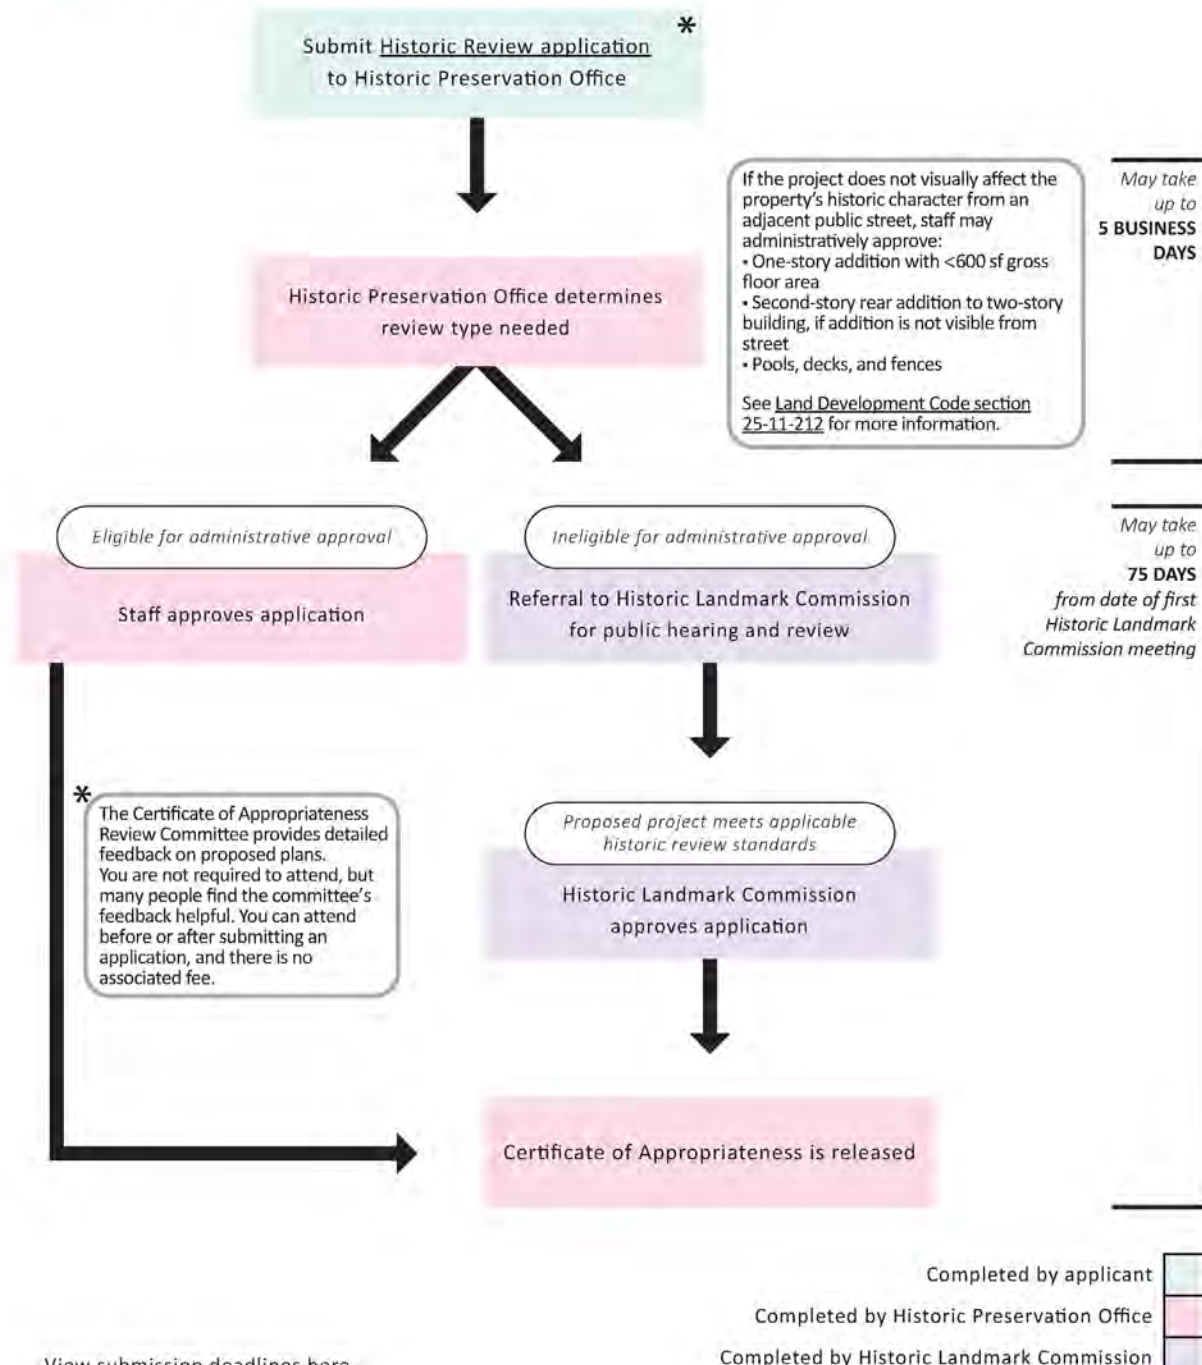 Submit Historic Review application
to Historic Preservation Office
*
If the project does not visually affect the
property's historic character from an
adjacent public street, staff may
administratively approve:
• One-story addition with <600 sf gross
floor area
• Second-story rear addition to two-story
building, if addition is not visible from
street
• Pools, decks, and fences
See Land Development Code section
25-11-212 for more information.
May take
up to
5 BUSINESS
DAYS
Historic Preservation Office determines
review type needed
Eligible for administrative approval
Staff approves application
Ineligible for administrative approval
Referral to Historic Landmark Commission
for public hearing and review
May take
up to
75 DAYS
from date of first
Historic Landmark
Commission meeting
*
The Certificate of Appropriateness
Review Committee provides detailed
feedback on proposed plans.
You are not required to attend, but
many people find the committee's
feedback helpful. You can attend
before or after submitting an
application, and there is no
associated fee.
Proposed project meets applicable
historic review standards
Historic Landmark Commission
approves application
Certificate of Appropriateness is released
Completed by applicant
Completed by Historic Preservation Office
Completed by Historic Landmark Commission
View submission deadlines here